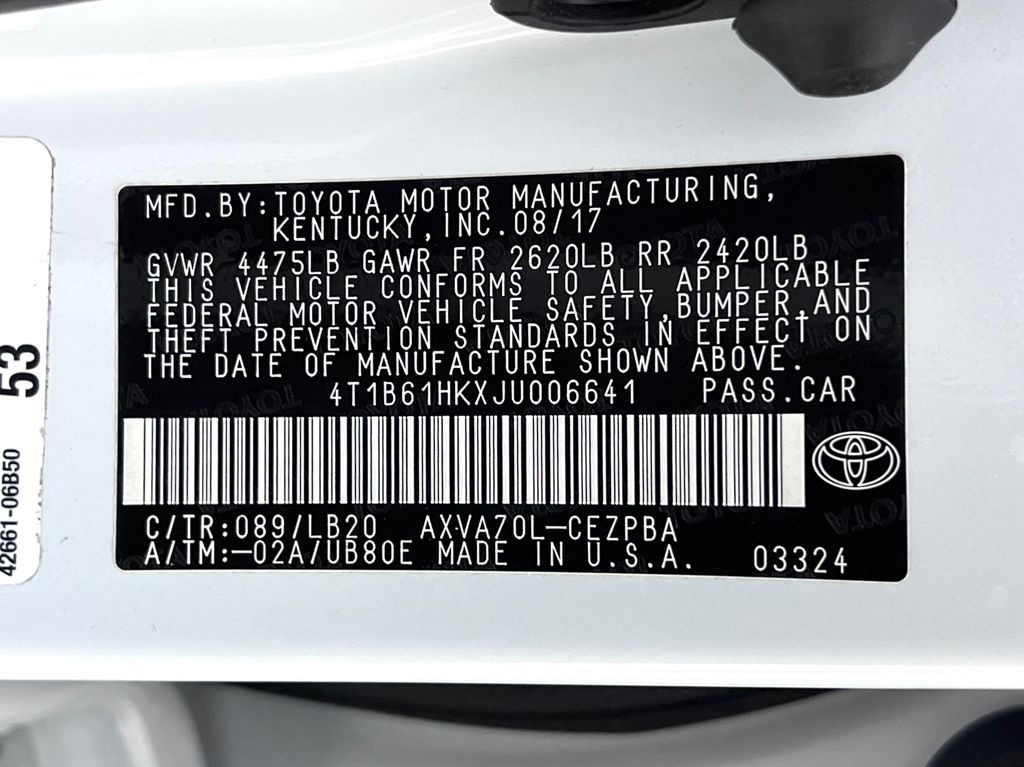 MFD.BY:TOYOTA MOTOR MANUFACTURING,
KENTUCKY,INC.08/17
GVWR 4475LB GAWR FR 2620LB RR 2420LB
THIS VEHICLE CONFORMS TO ALL APPLICABLE
FEDERAL MOTOR VEHICLE SAFETY,BUMPER,AND
THEFT PREVENTION STANDARDS IN EFFECT ON
THE DATE OF MANUFACTURE SHOWN ABOVE.
4T1B61HKXJU006641 PASS.CAR
C/TR:089/LB20 AXVA70L-CEZPBA
A/TM:-02A/UB80E MADE IN U.S.A. 03324
53
42661-06B50